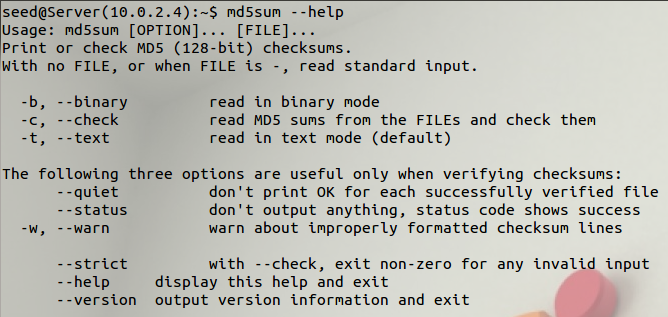 seed@Server(10.0.2.4):~$ md5sum --help
Usage: md5sum [OPTION]... [FILE]...
Print or check MD5 (128-bit) checksums.
With no FILE, or when FILE is -, read standard input.
-b, --binary read in binary mode
-c, --check read MD5 sums from the FILEs and check them
-t, --text read in text mode (default)
The following three options are useful only when verifying checksums:
--quiet don't print OK for each successfully verified file
--status don't output anything, status code shows success
-w, --warn warn about improperly formatted checksum lines
--strict with --check, exit non-zero for any invalid input
--help display this help and exit
--version output version information and exit